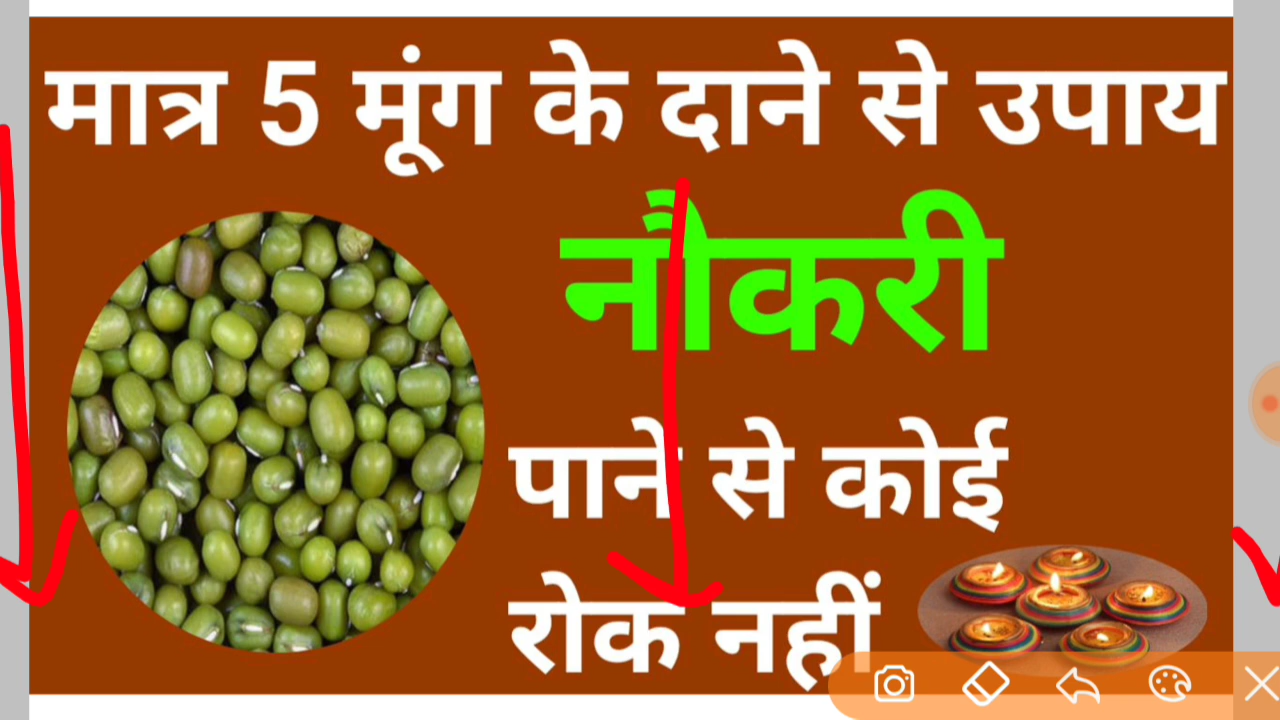 मात्र 5 मूंग के दाने से उपाय
नौकरी
पाने से कोई
रोक नहीं